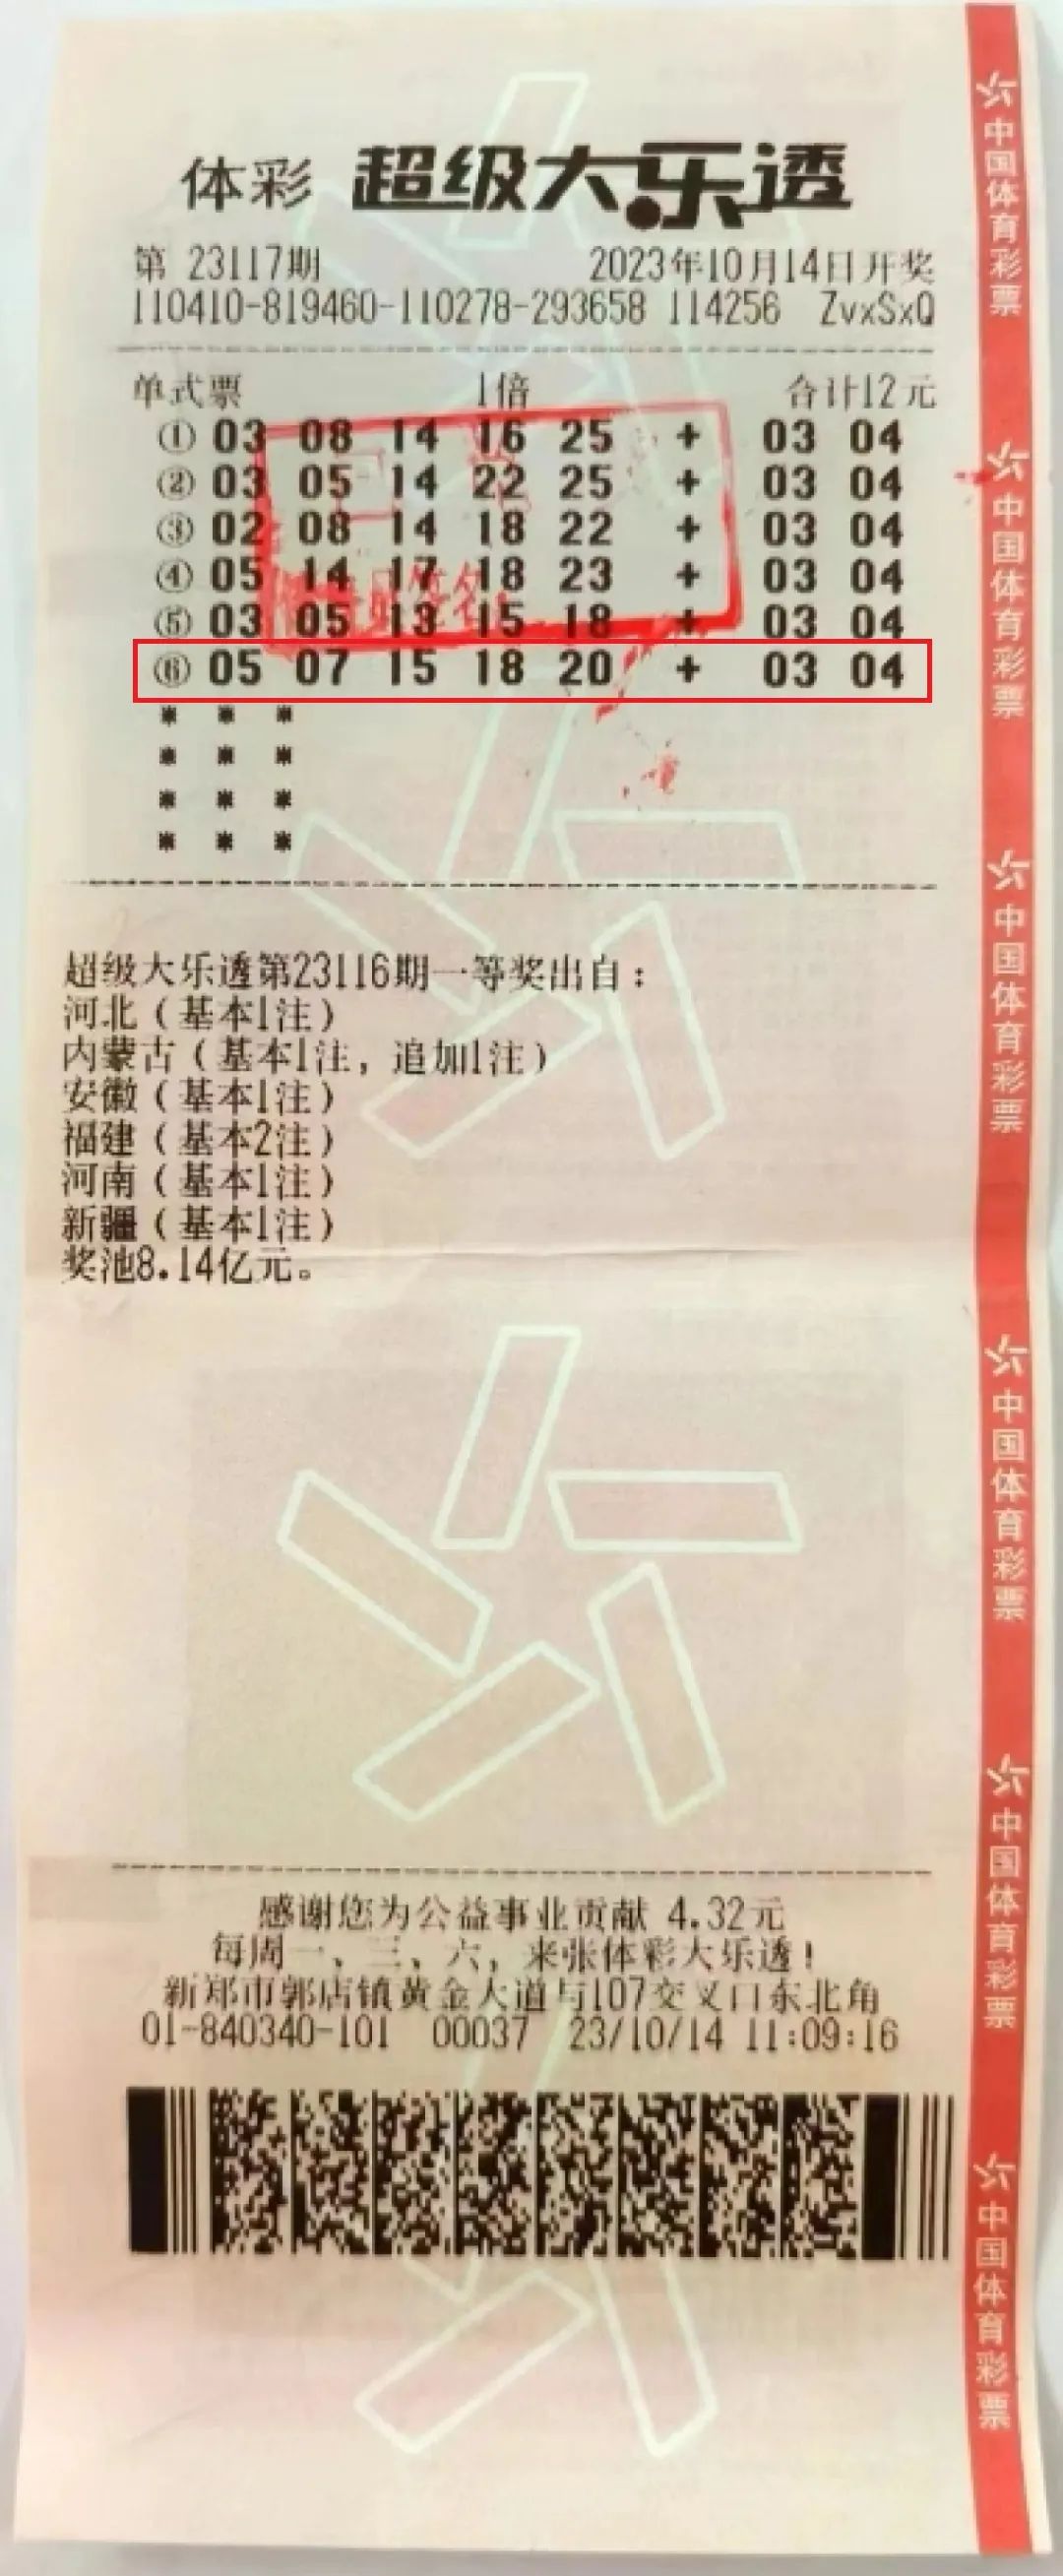 体彩 超级大乐透
第 23117期 2023年10月14日开奖
110410-819460-110278-293658 114256 ZvxSxQ
单式票 1倍 合计12元
① 03 08 14 16 25 + 03 04
② 03 05 14 22 25 + 03 04
③ 02 08 14 18 22 + 03 04
④ 05 14 17 18 23 + 03 04
⑤ 03 05 13 15 18 + 03 04
⑥ 05 07 15 18 20 + 03 04
* * *
* * *
* * *
* * *
超级大乐透第23116期一等奖出自：
河北（基本1注）
内蒙古（基本1注，追加1注）
安徽（基本1注）
福建（基本2注）
河南（基本1注）
新疆（基本1注）
奖池8.14亿元。
感谢您为公益事业贡献 4.32元
每周一、三、六，来张体彩大乐透！
新郑市郭店镇黄金大道与107交叉口东北角
01-840340-101 00037 23/10/14 11:09:16
中国体育彩票
中国体育彩票
中国体育彩票
中国体育彩票
中国体育彩票
中国体育彩票